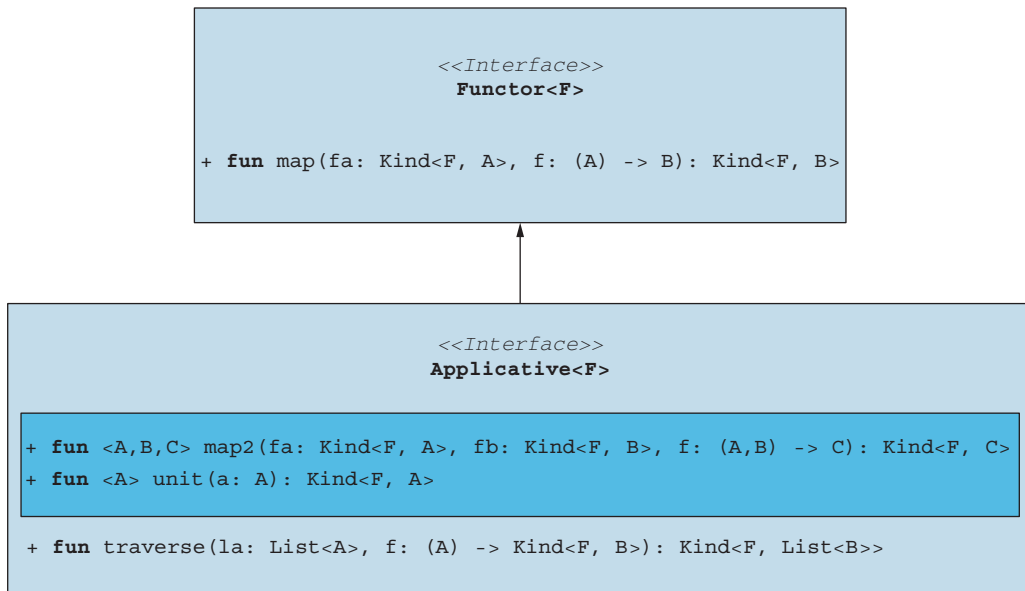 <<Interface>>
Functor<F>
+ fun map(fa: Kind<F, A>, f: (A) -> B): Kind<F, B>
<<Interface>>
Applicative<F>
+ fun <A,B,C> map2(fa: Kind<F, A>, fb: Kind<F, B>, f: (A,B) -> C): Kind<F, C>
+ fun <A> unit(a: A): Kind<F, A>
+ fun traverse(la: List<A>, f: (A) -> Kind<F, B>): Kind<F, List<B>>